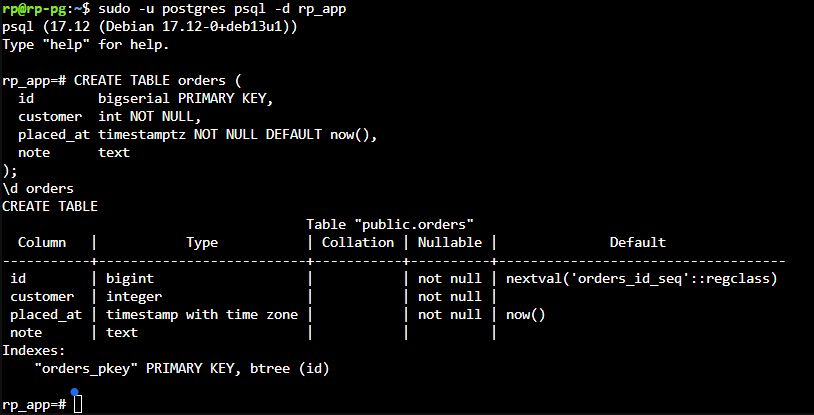 rp@rp-pg:~$ sudo -u postgres psql -d rp_app
psql (17.12 (Debian 17.12-0+deb13u1))
Type "help" for help.

rp_app=# CREATE TABLE orders (
  id        bigserial PRIMARY KEY,
  customer  int NOT NULL,
  placed_at timestamptz NOT NULL DEFAULT now(),
  note      text
);
\d orders
CREATE TABLE
                                      Table "public.orders"
  Column   |           Type           | Collation | Nullable |              Default
-----------+--------------------------+-----------+----------+------------------------------------
 id        | bigint                   |           | not null | nextval('orders_id_seq'::regclass)
 customer  | integer                  |           | not null |
 placed_at | timestamp with time zone |           | not null | now()
 note      | text                     |           |          |
Indexes:
    "orders_pkey" PRIMARY KEY, btree (id)

rp_app=#